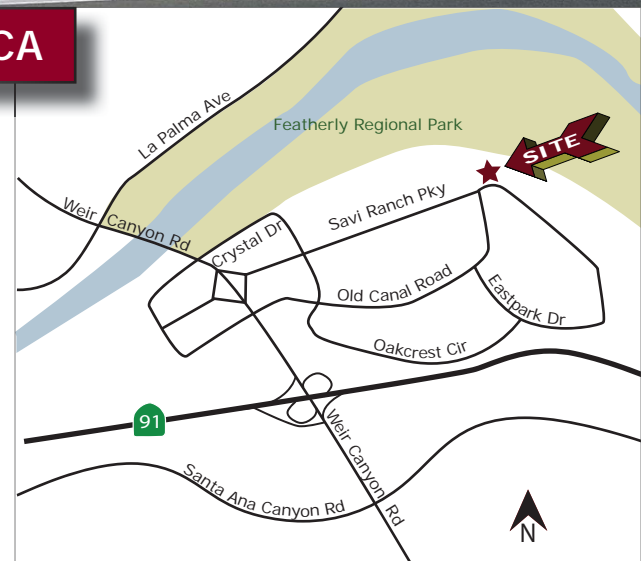 CA
La Palma Ave
Featherly Regional Park
SITE
Weir Canyon Rd
Crystal Dr
Savi Ranch Pky
Old Canal Road
Eastpark Dr
Oakcrest Cir
91
Weir Canyon Rd
Santa Ana Canyon Rd
N